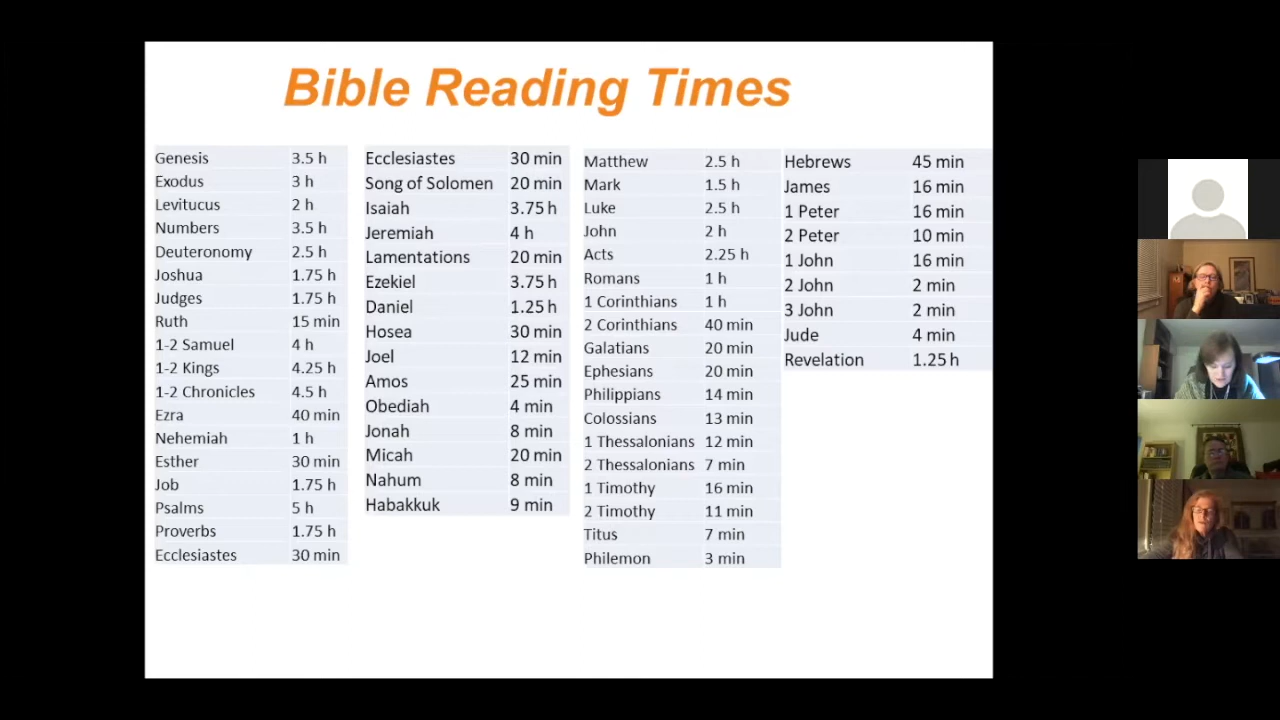 Bible Reading Times
Genesis 3.5 h
Exodus 3 h
Levitucus 2 h
Numbers 3.5 h
Deuteronomy 2.5 h
Joshua 1.75 h
Judges 1.75 h
Ruth 15 min
1-2 Samuel 4 h
1-2 Kings 4.25 h
1-2 Chronicles 4.5 h
Ezra 40 min
Nehemiah 1 h
Esther 30 min
Job 1.75 h
Psalms 5 h
Proverbs 1.75 h
Ecclesiastes 30 min
Ecclesiastes 30 min
Song of Solomen 20 min
Isaiah 3.75 h
Jeremiah 4 h
Lamentations 20 min
Ezekiel 3.75 h
Daniel 1.25 h
Hosea 30 min
Joel 12 min
Amos 25 min
Obediah 4 min
Jonah 8 min
Micah 20 min
Nahum 8 min
Habakkuk 9 min
Matthew 2.5 h
Mark 1.5 h
Luke 2.5 h
John 2 h
Acts 2.25 h
Romans 1 h
1 Corinthians 1 h
2 Corinthians 40 min
Galatians 20 min
Ephesians 20 min
Philippians 14 min
Colossians 13 min
1 Thessalonians 12 min
2 Thessalonians 7 min
1 Timothy 16 min
2 Timothy 11 min
Titus 7 min
Philemon 3 min
Hebrews 45 min
James 16 min
1 Peter 16 min
2 Peter 10 min
1 John 16 min
2 John 2 min
3 John 2 min
Jude 4 min
Revelation 1.25 h